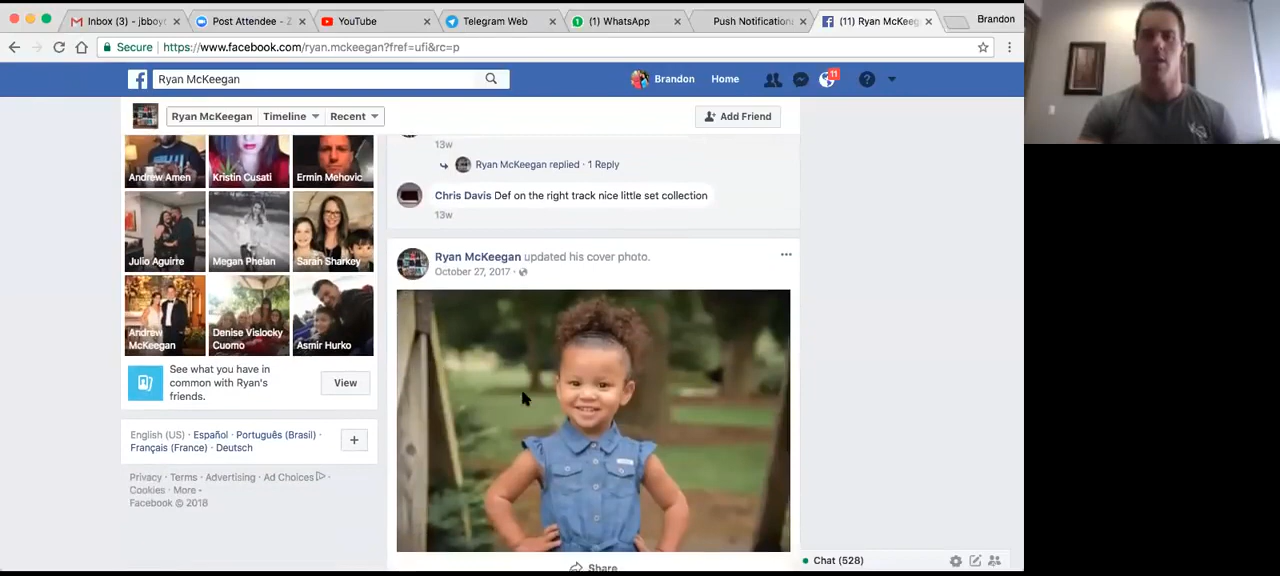 Inbox (3) - jbboyr
Post Attendee - Z
YouTube
Telegram Web
(1) WhatsApp
Push Notification
(11) Ryan McKeega
Brandon
Secure
https://www.facebook.com/ryan.mckeegan?fref=ufi&rc=p
Ryan McKeegan
Brandon
Home
11
Ryan McKeegan
Timeline
Recent
Add Friend
Andrew Amen
Kristin Cusati
Ermin Mehovic
Julio Aguirre
Megan Phelan
Sarah Sharkey
Andrew
McKeegan
Denise Vislocky
Cuomo
Asmir Hurko
See what you have in
common with Ryan's
friends.
View
English (US) · Español · Português (Brasil) ·
Français (France) · Deutsch
Privacy · Terms · Advertising · Ad Choices ·
Cookies · More
Facebook © 2018
13w
Ryan McKeegan replied · 1 Reply
Chris Davis Def on the right track nice little set collection
13w
Ryan McKeegan updated his cover photo.
October 27, 2017 ·
Share
Chat (528)